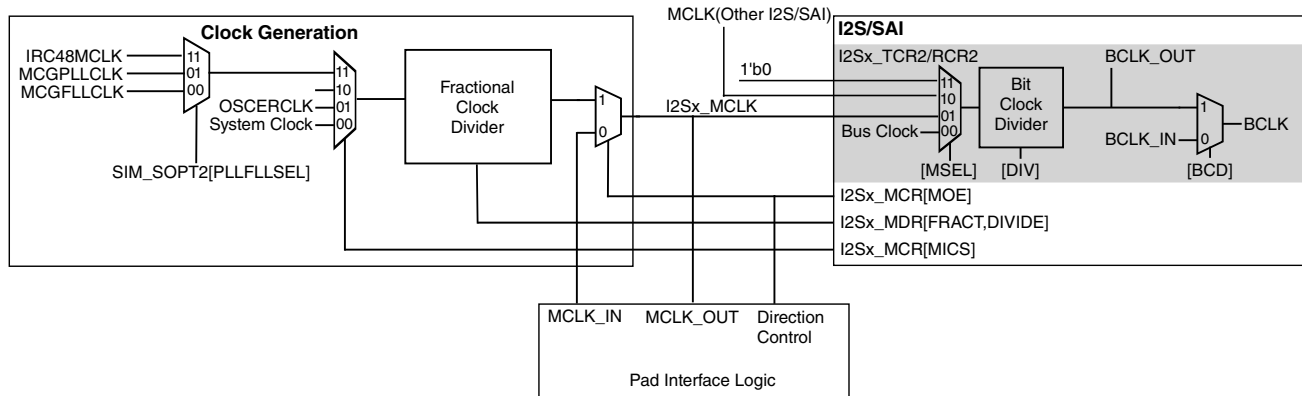 MCLK(Other I2S/SAI)
Clock Generation
I2S/SAI
IRC48MCLK
11
MCGPLLCLK
01
MCGFLLCLK
00
SIM_SOPT2[PLLFLLSEL]
11
10
OSCERCLK
01
System Clock
00
Fractional
Clock
Divider
1
0
I2Sx_MCLK
1'b0
I2Sx_TCR2/RCR2
11
10
01
Bus Clock
00
[MSEL]
Bit
Clock
Divider
[DIV]
BCLK_OUT
1
BCLK_IN
0
BCLK
[BCD]
I2Sx_MCR[MOE]
I2Sx_MDR[FRACT,DIVIDE]
I2Sx_MCR[MICS]
MCLK_IN
MCLK_OUT
Direction
Control
Pad Interface Logic